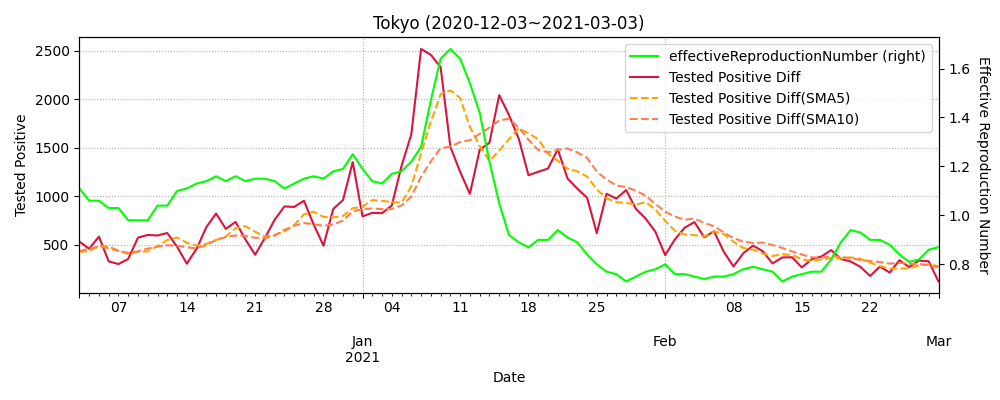 Tokyo (2020-12-03~2021-03-03)
effectiveReproductionNumber (right)
Tested Positive Diff
Tested Positive Diff(SMA5)
Tested Positive Diff(SMA10)
Tested Positive
2500
2000
1500
1000
500
1.6
1.4
1.2
1.0
0.8
Effective Reproduction Number
07 14 21 28 04 11 18 25 08 15 22
Jan Feb Mar
2021
Date